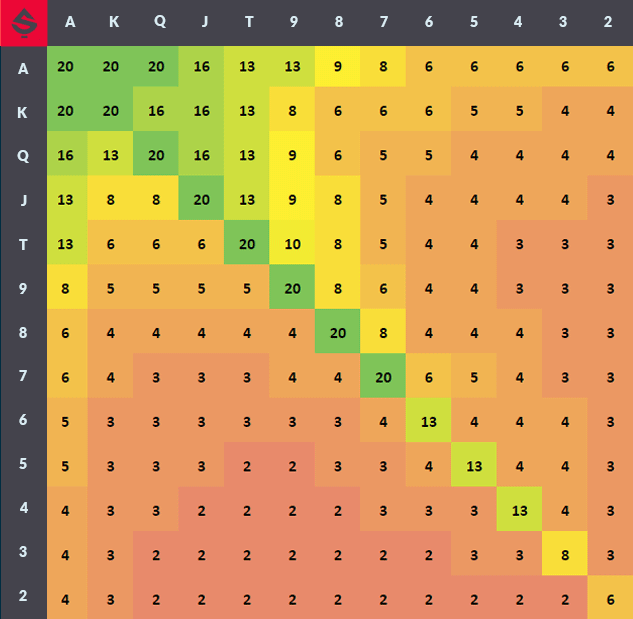 A K Q J T 9 8 7 6 5 4 3 2
A 20 20 20 16 13 13 9 8 6 6 6 6 6
K 20 20 16 16 13 8 6 6 6 5 5 4 4
Q 16 13 20 16 13 9 6 5 5 4 4 4 4
J 13 8 8 20 13 9 8 5 4 4 4 4 3
T 13 6 6 6 20 10 8 5 4 4 3 3 3
9 8 5 5 5 5 20 8 6 4 4 3 3 3
8 6 4 4 4 4 4 20 8 4 4 4 3 3
7 6 4 3 3 3 4 4 20 6 5 4 3 3
6 5 3 3 3 3 3 3 4 13 4 4 4 3
5 5 3 3 3 2 2 3 3 4 13 4 4 3
4 4 3 3 2 2 2 2 3 3 3 13 4 3
3 4 3 2 2 2 2 2 2 2 3 3 8 3
2 4 3 2 2 2 2 2 2 2 2 2 2 6